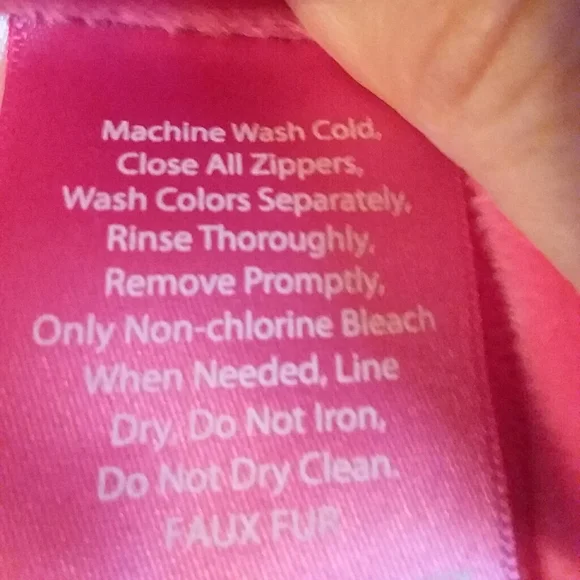 Machine Wash Cold,
Close All Zippers,
Wash Colors Separately,
Rinse Thoroughly,
Remove Promptly,
Only Non-chlorine Bleach
When Needed, Line
Dry, Do Not Iron,
Do Not Dry Clean.
FAUX FUR